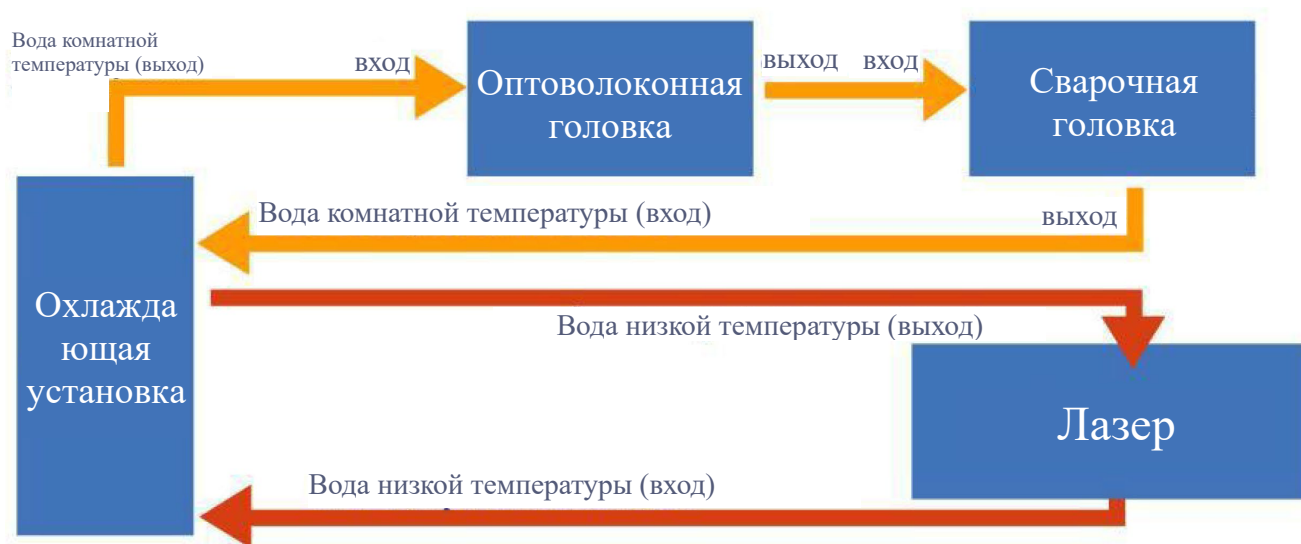 Вода комнатной
температуры (выход)
вход
Оптоволоконная
головка
выход
вход
Сварочная
головка
Вода комнатной температуры (вход)
выход
Охлажда
ющая
установка
Вода низкой температуры (выход)
Лазер
Вода низкой температуры (вход)